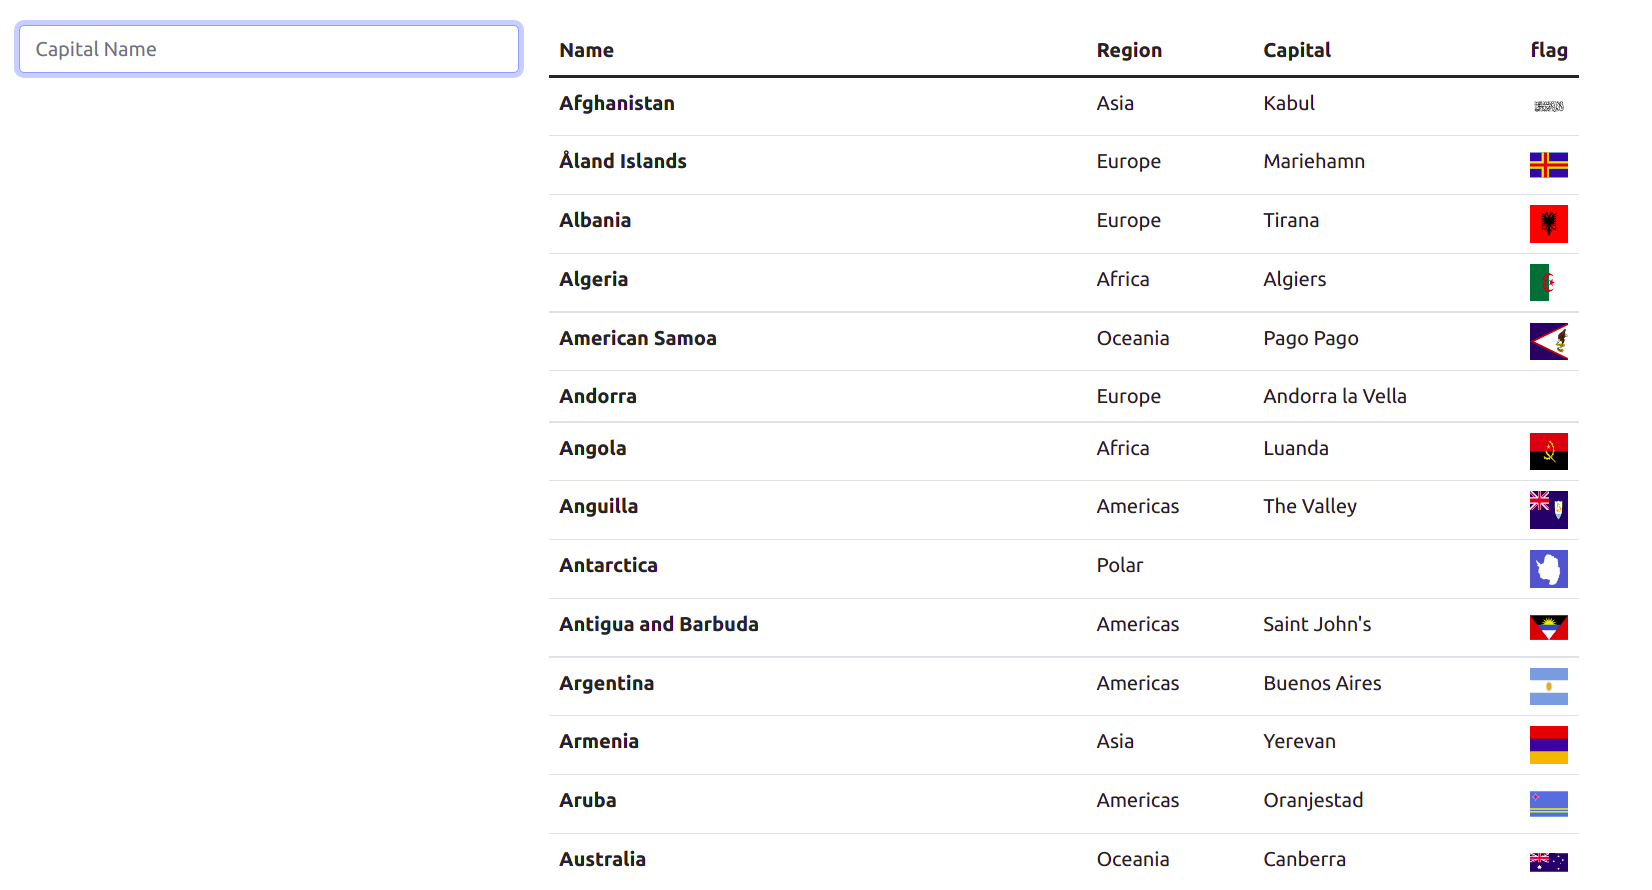 Capital Name
Name Region Capital flag
Afghanistan Asia Kabul
Åland Islands Europe Mariehamn
Albania Europe Tirana
Algeria Africa Algiers
American Samoa Oceania Pago Pago
Andorra Europe Andorra la Vella
Angola Africa Luanda
Anguilla Americas The Valley
Antarctica Polar
Antigua and Barbuda Americas Saint John's
Argentina Americas Buenos Aires
Armenia Asia Yerevan
Aruba Americas Oranjestad
Australia Oceania Canberra